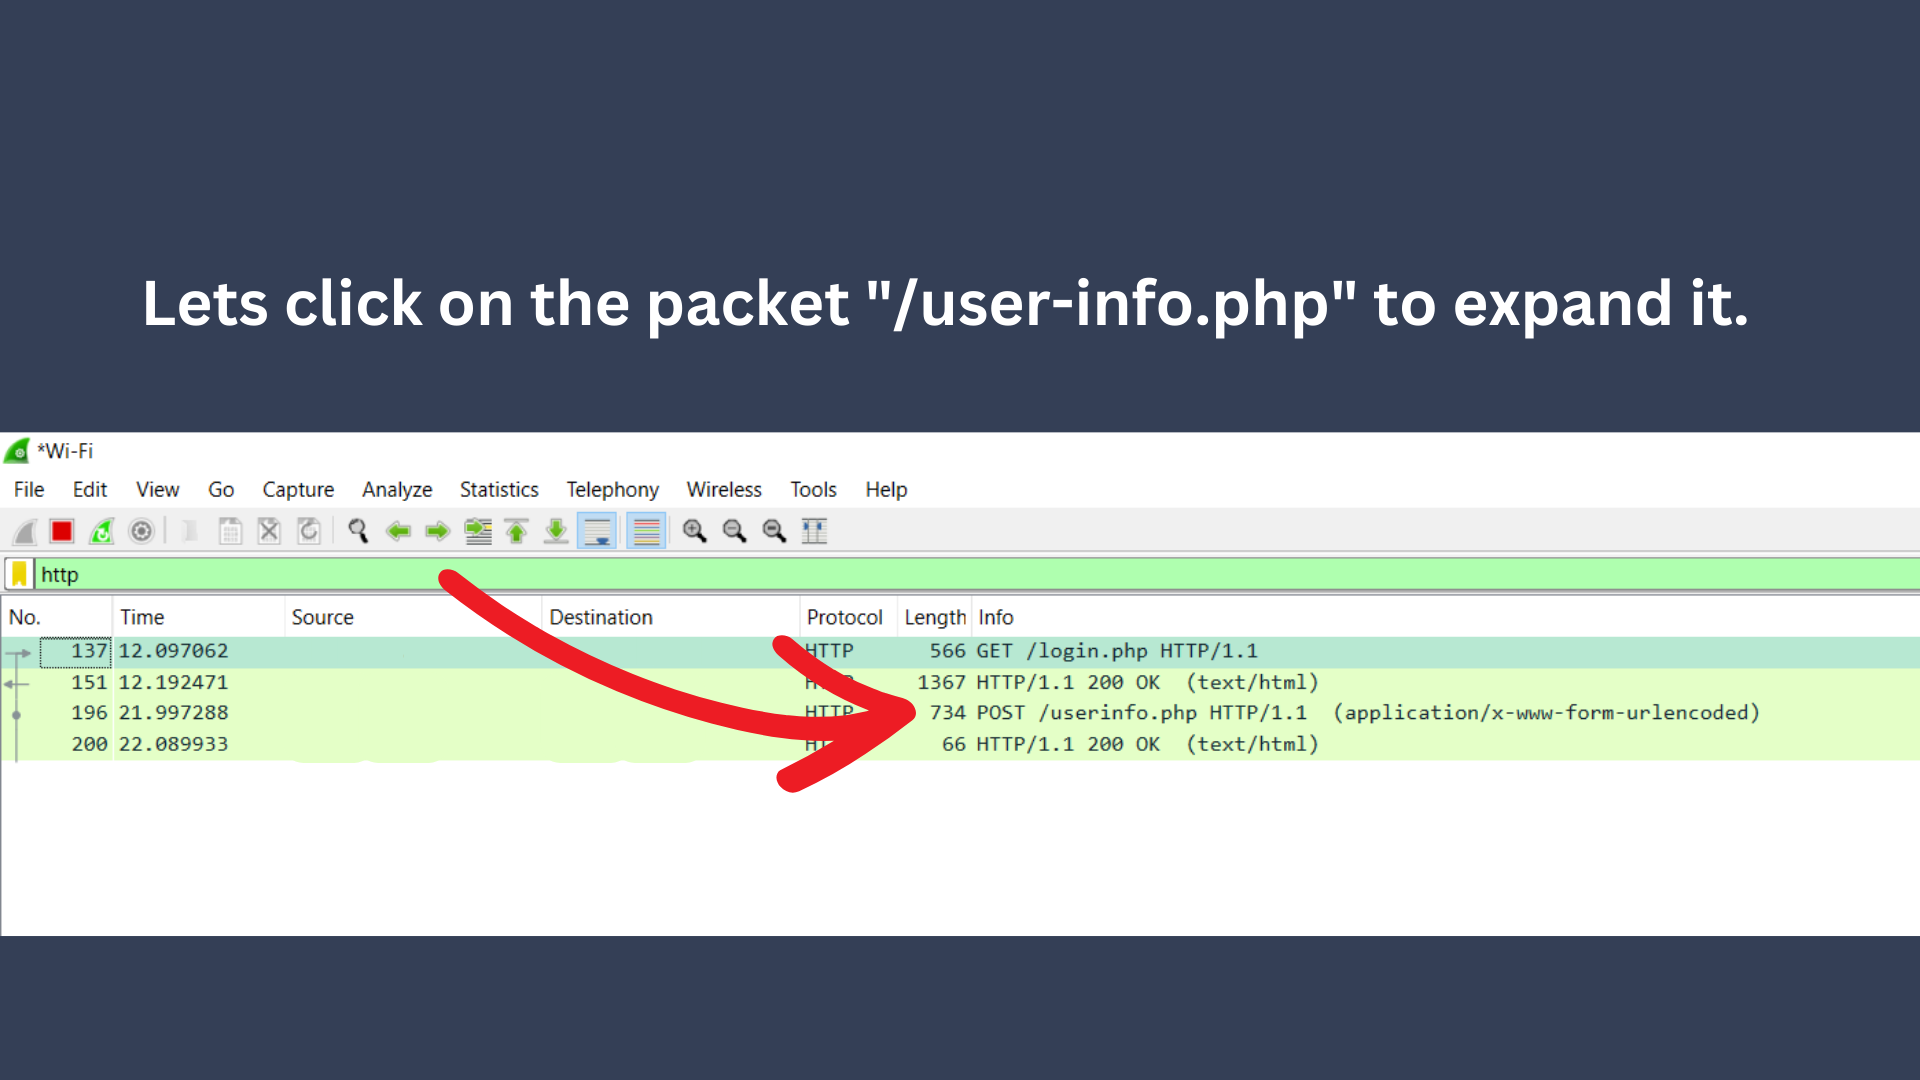 Lets click on the packet "/user-info.php" to expand it.
*Wi-Fi
File Edit View Go Capture Analyze Statistics Telephony Wireless Tools Help
http
No. Time Source Destination Protocol Length Info
137 12.097062 HTTP 566 GET /login.php HTTP/1.1
151 12.192471 HTTP 1367 HTTP/1.1 200 OK (text/html)
196 21.997288 HTTP 734 POST /userinfo.php HTTP/1.1 (application/x-www-form-urlencoded)
200 22.089933 HTTP 66 HTTP/1.1 200 OK (text/html)